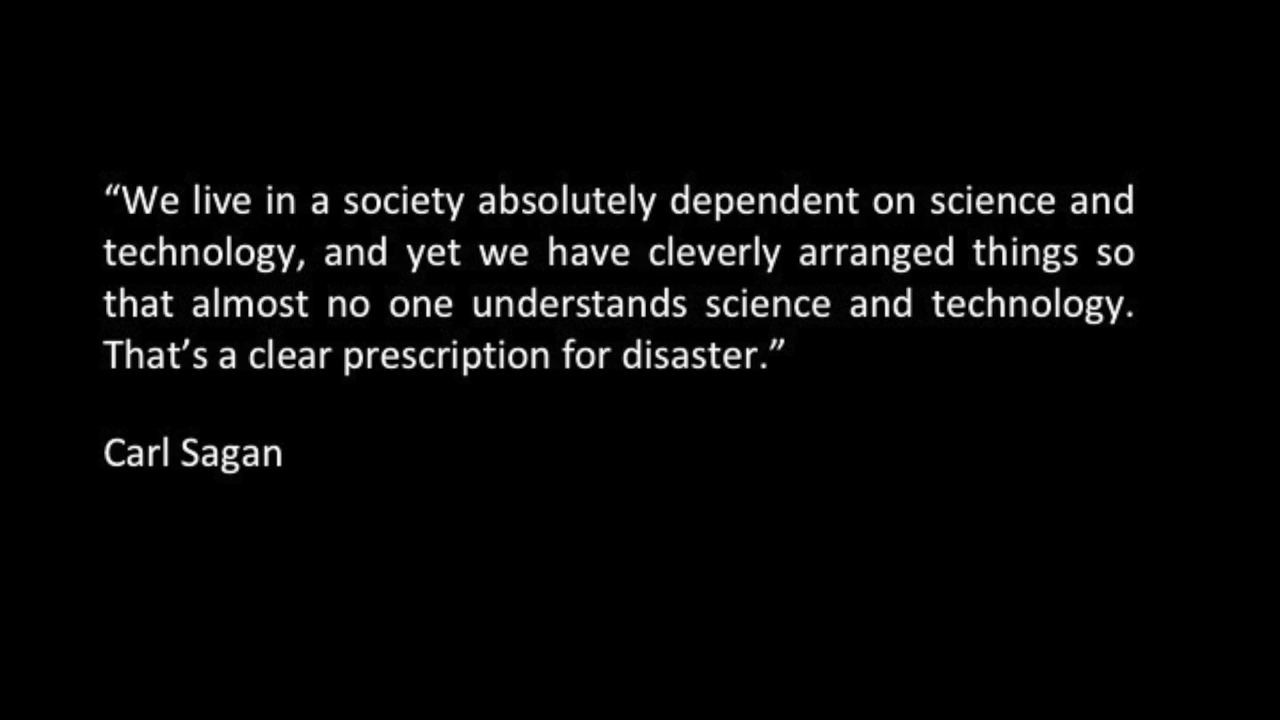 “We live in a society absolutely dependent on science and
technology, and yet we have cleverly arranged things so
that almost no one understands science and technology.
That’s a clear prescription for disaster.”
Carl Sagan